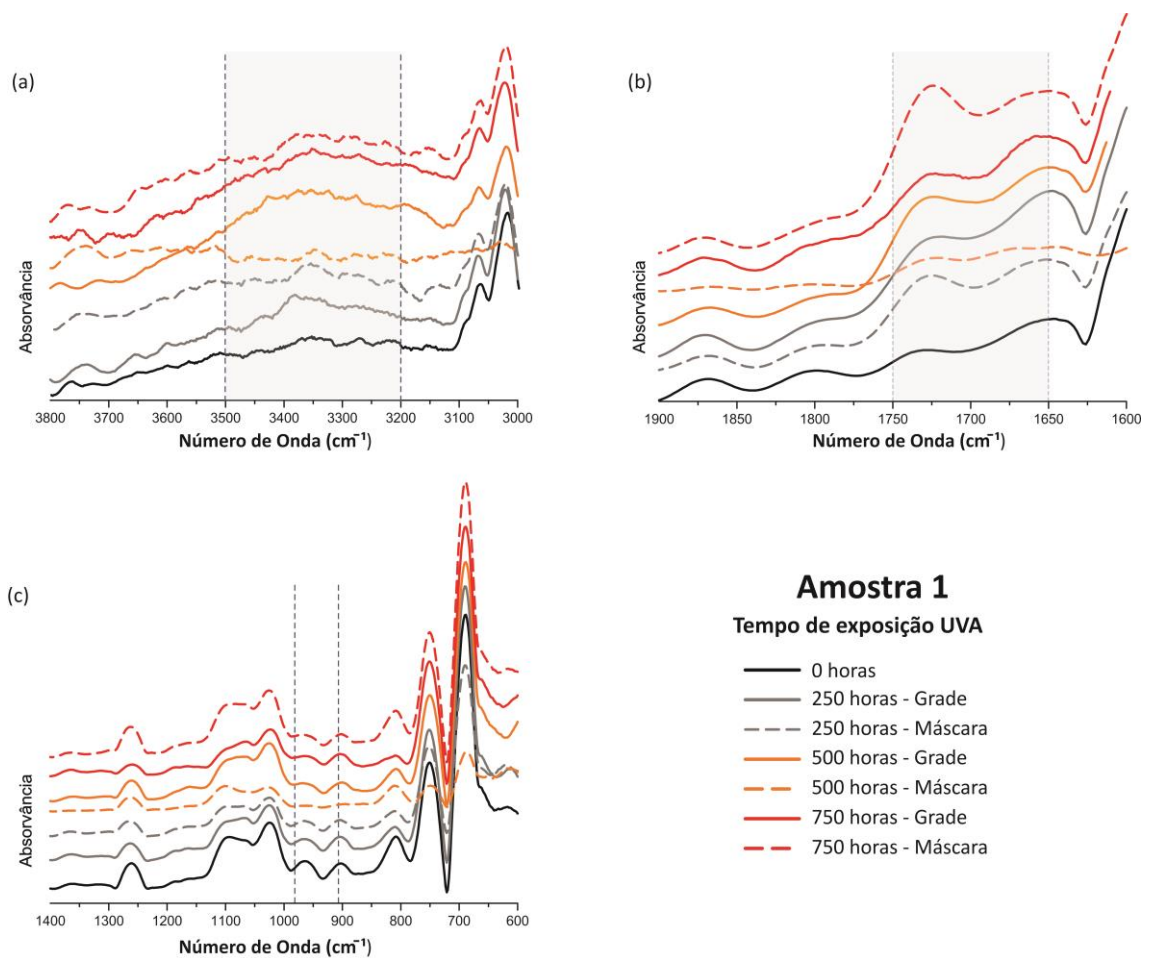 (a)
Absorvância
3800 3700 3600 3500 3400 3300 3200 3100 3000
Número de Onda (cm⁻¹)
(b)
Absorvância
1900 1850 1800 1750 1700 1650 1600
Número de Onda (cm⁻¹)
(c)
Absorvância
1400 1300 1200 1100 1000 900 800 700 600
Número de Onda (cm⁻¹)
Amostra 1
Tempo de exposição UVA
0 horas
250 horas - Grade
250 horas - Máscara
500 horas - Grade
500 horas - Máscara
750 horas - Grade
750 horas - Máscara